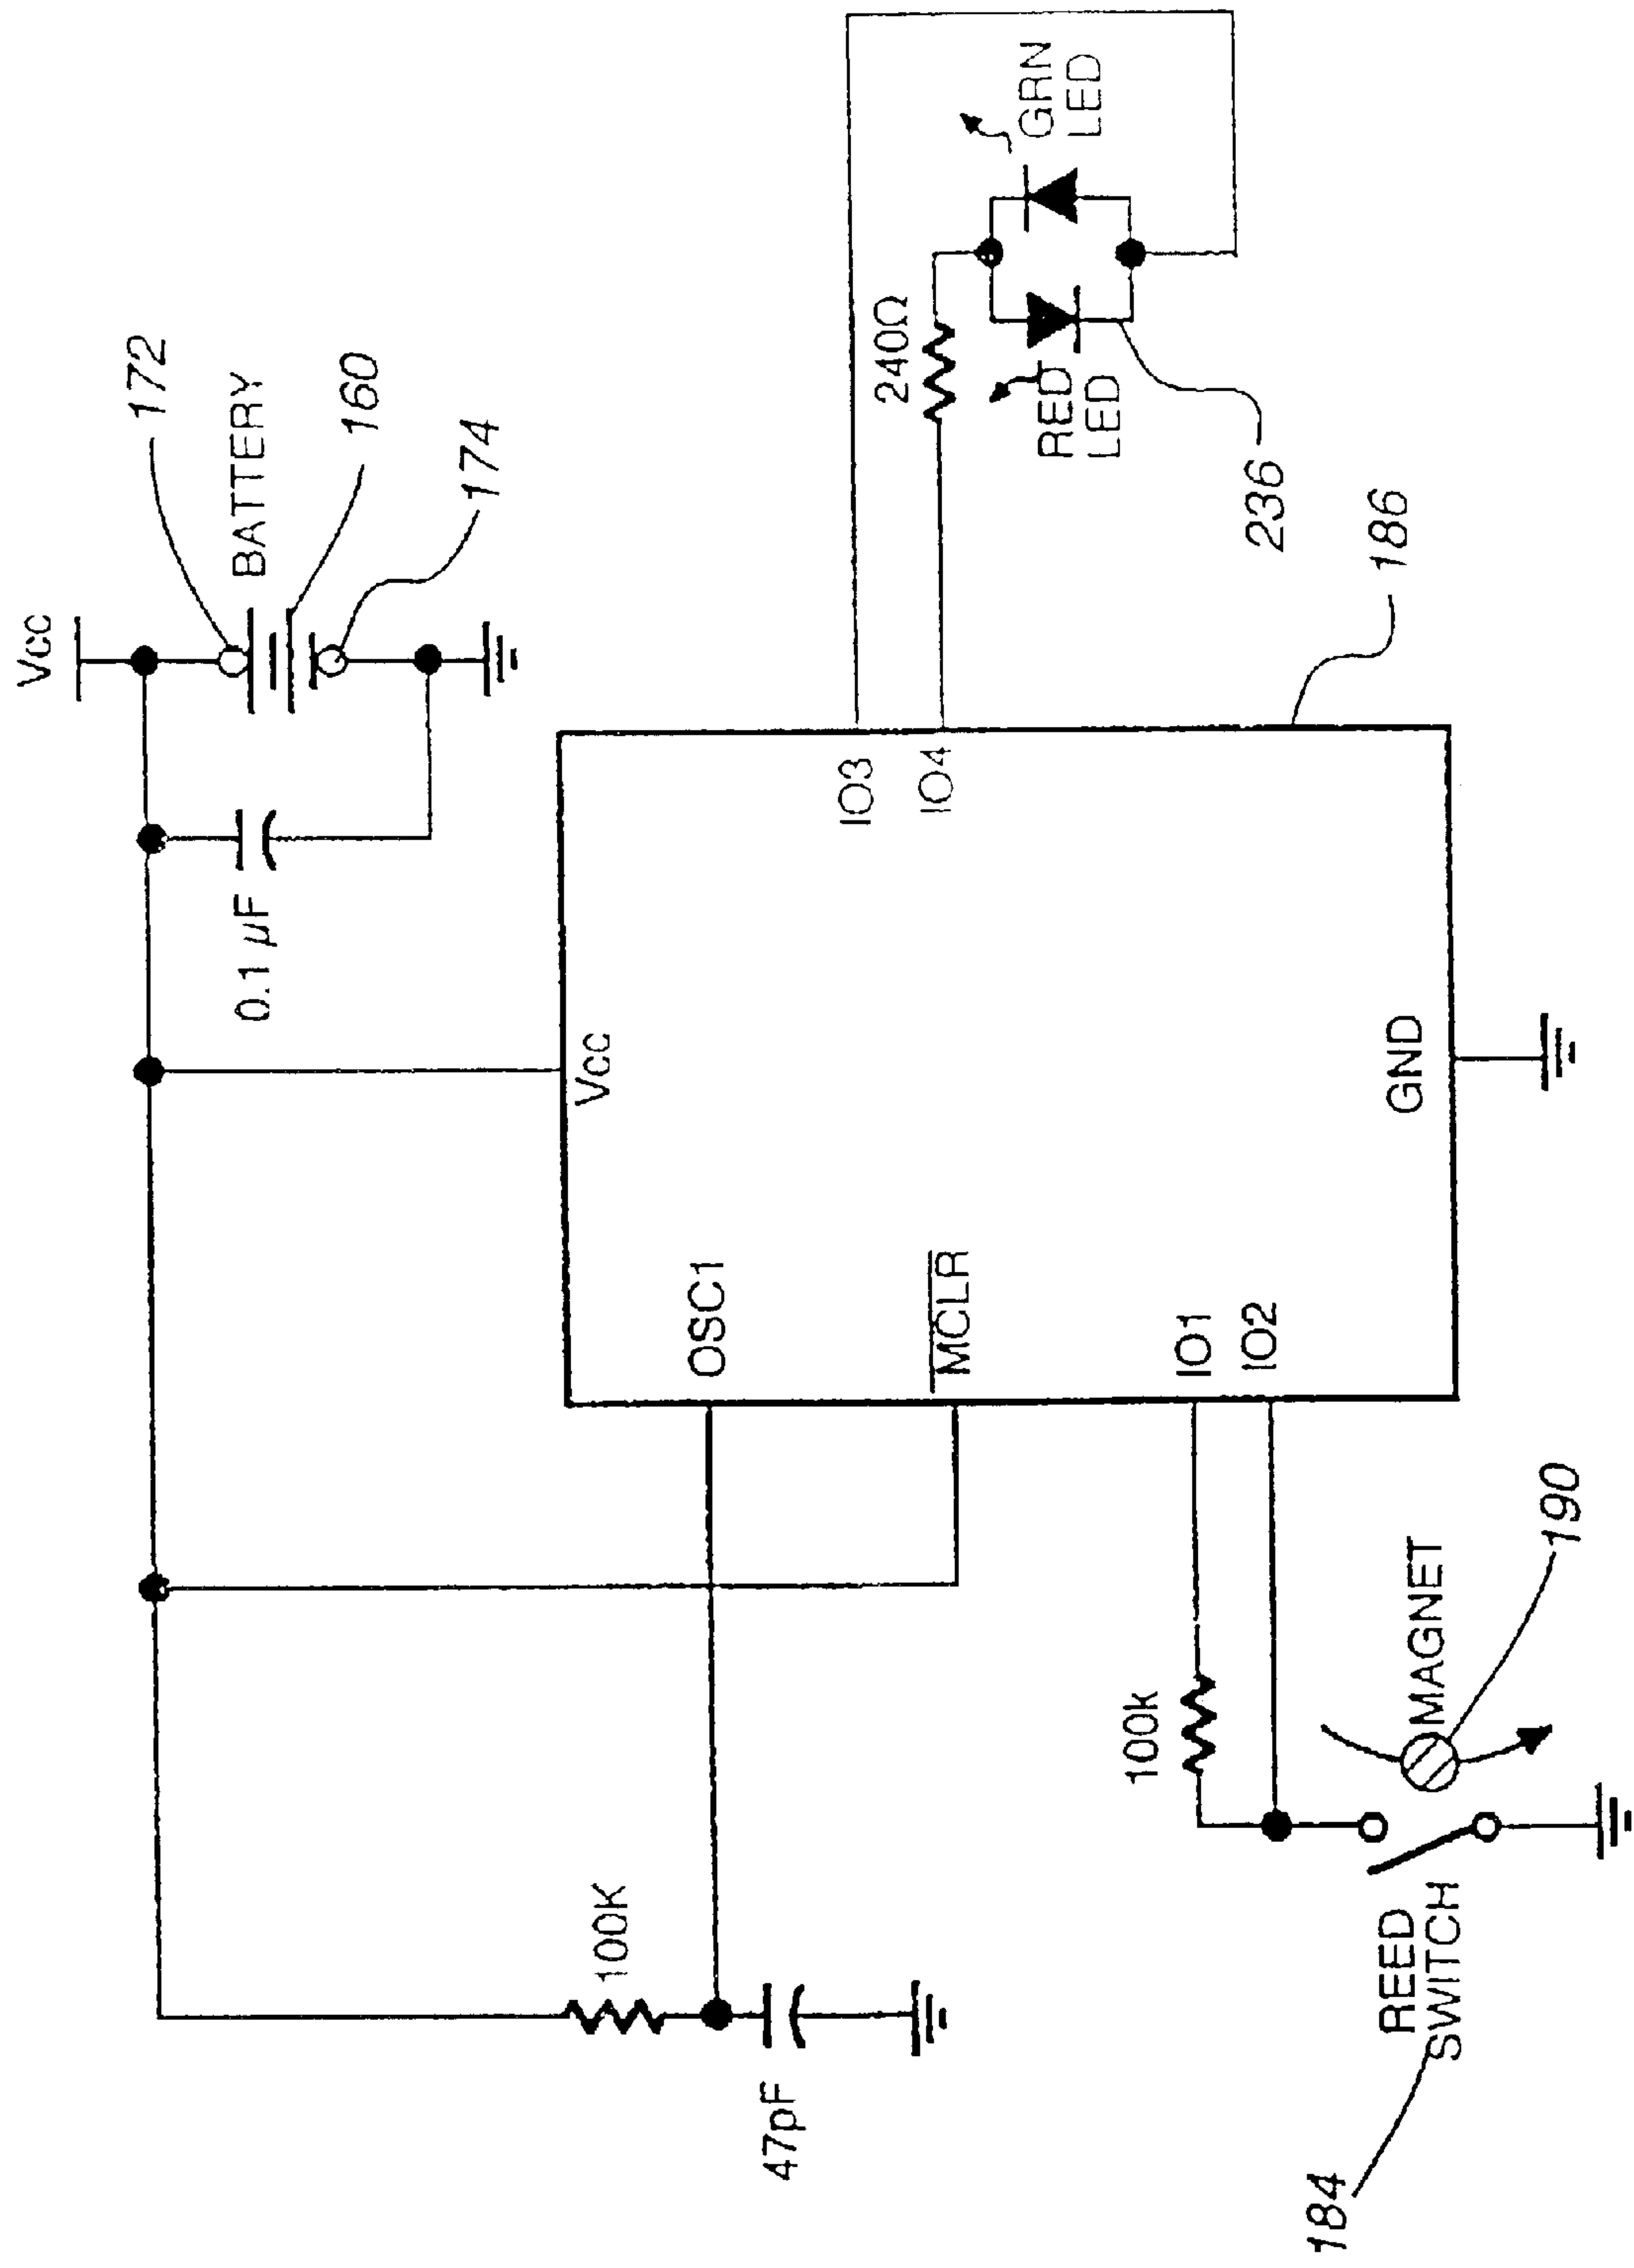 Vcc
172
BATTERY
160
174
0.1 µF
Vcc
OSC1
MCLR
IO1
IO2
IO3
IO4
GND
240Ω
RED
LED
GRN
LED
236
186
100K
47pF
100k
REED
SWITCH
MAGNET
190
184